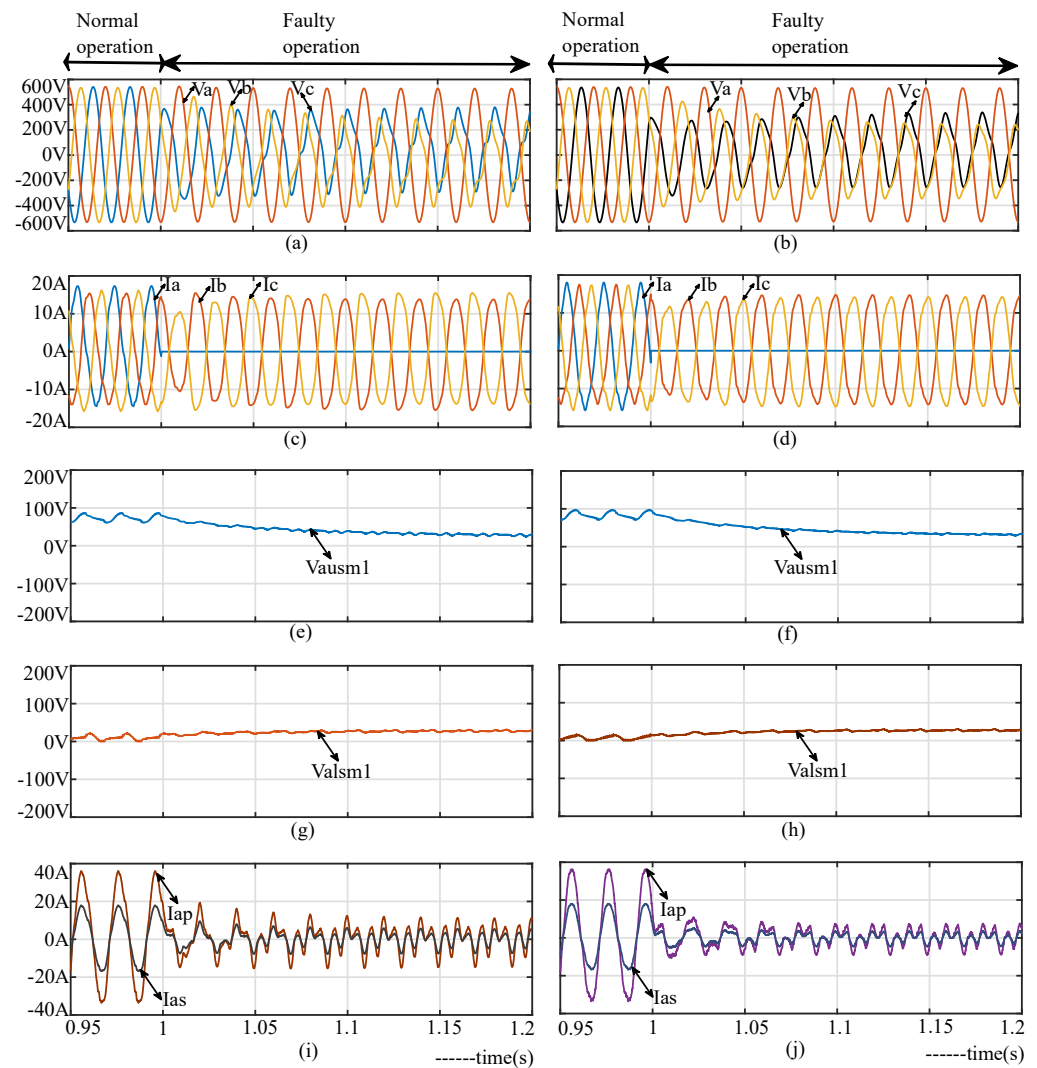 Normal
operation
Faulty
operation
Normal
operation
Faulty
operation
600V
400V
200V
0V
-200V
-400V
-600V
Va
Vb
Vc
(a)
Va
Vb
Vc
(b)
20A
10A
0A
-10A
-20A
Ia
Ib
Ic
(c)
Ia
Ib
Ic
(d)
200V
100V
0V
-100V
-200V
Vausm1
(e)
Vausm1
(f)
200V
100V
0V
-100V
-200V
Valsm1
(g)
Valsm1
(h)
40A
20A
0A
-20A
-40A
Iap
Ias
0.95 1 1.05 1.1 1.15 1.2
(i)
------time(s)
Iap
Ias
0.95 1 1.05 1.1 1.15 1.2
(j)
------time(s)